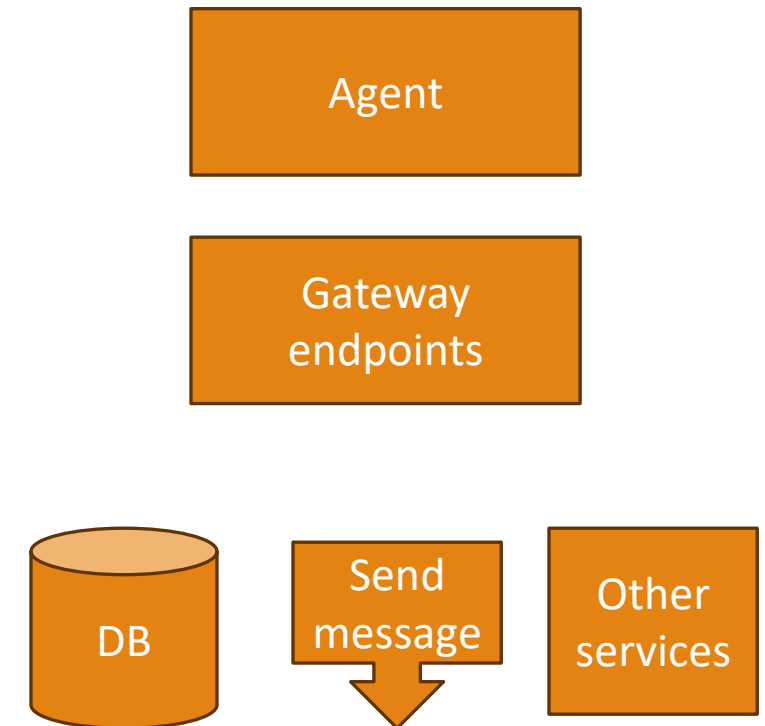 Agent
Gateway
endpoints
DB
Send
message
Other
services